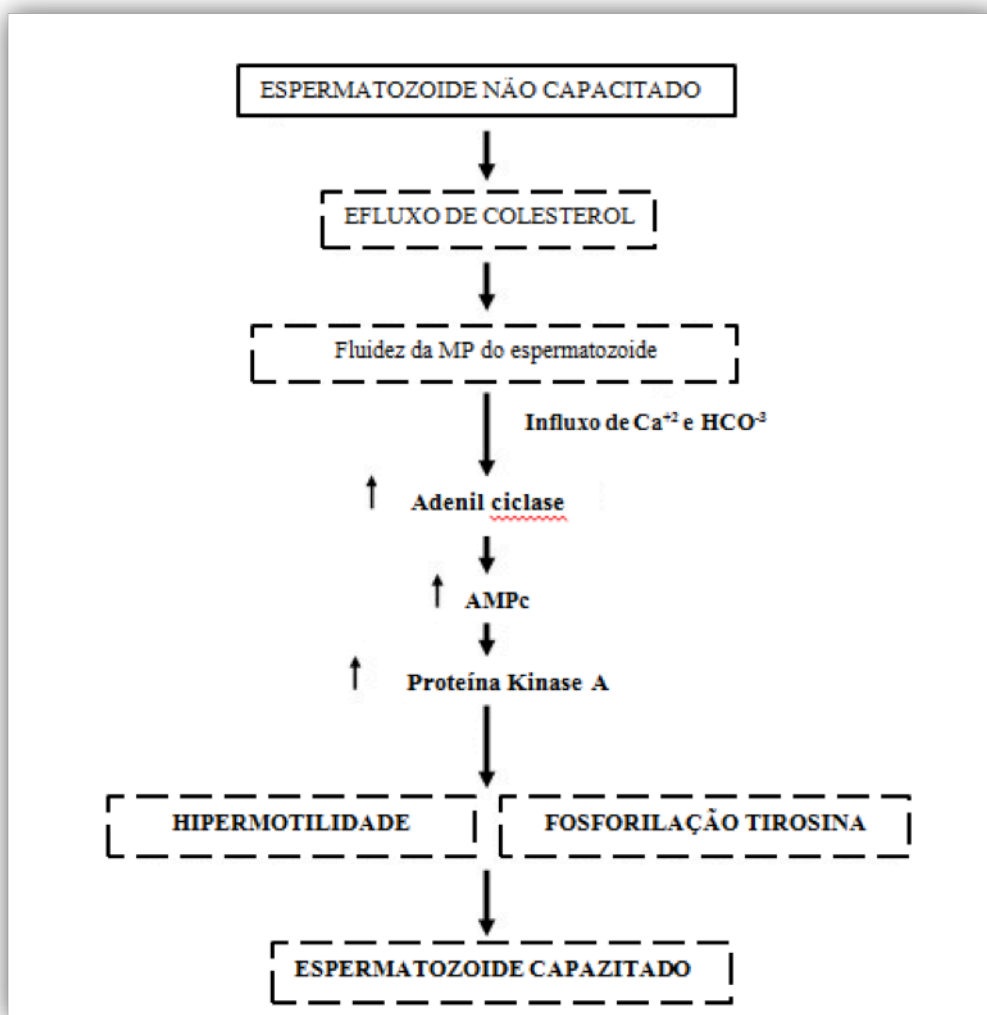 ESPERMATOZOIDE NÃO CAPACITADO
EFLUXO DE COLESTEROL
Fluidez da MP do espermatozoide
Influxo de Ca⁺² e HCO⁻³
Adenil ciclase
AMPc
Proteína Kinase A
HIPERMOTILIDADE
FOSFORILAÇÃO TIROSINA
ESPERMATOZOIDE CAPAZITADO